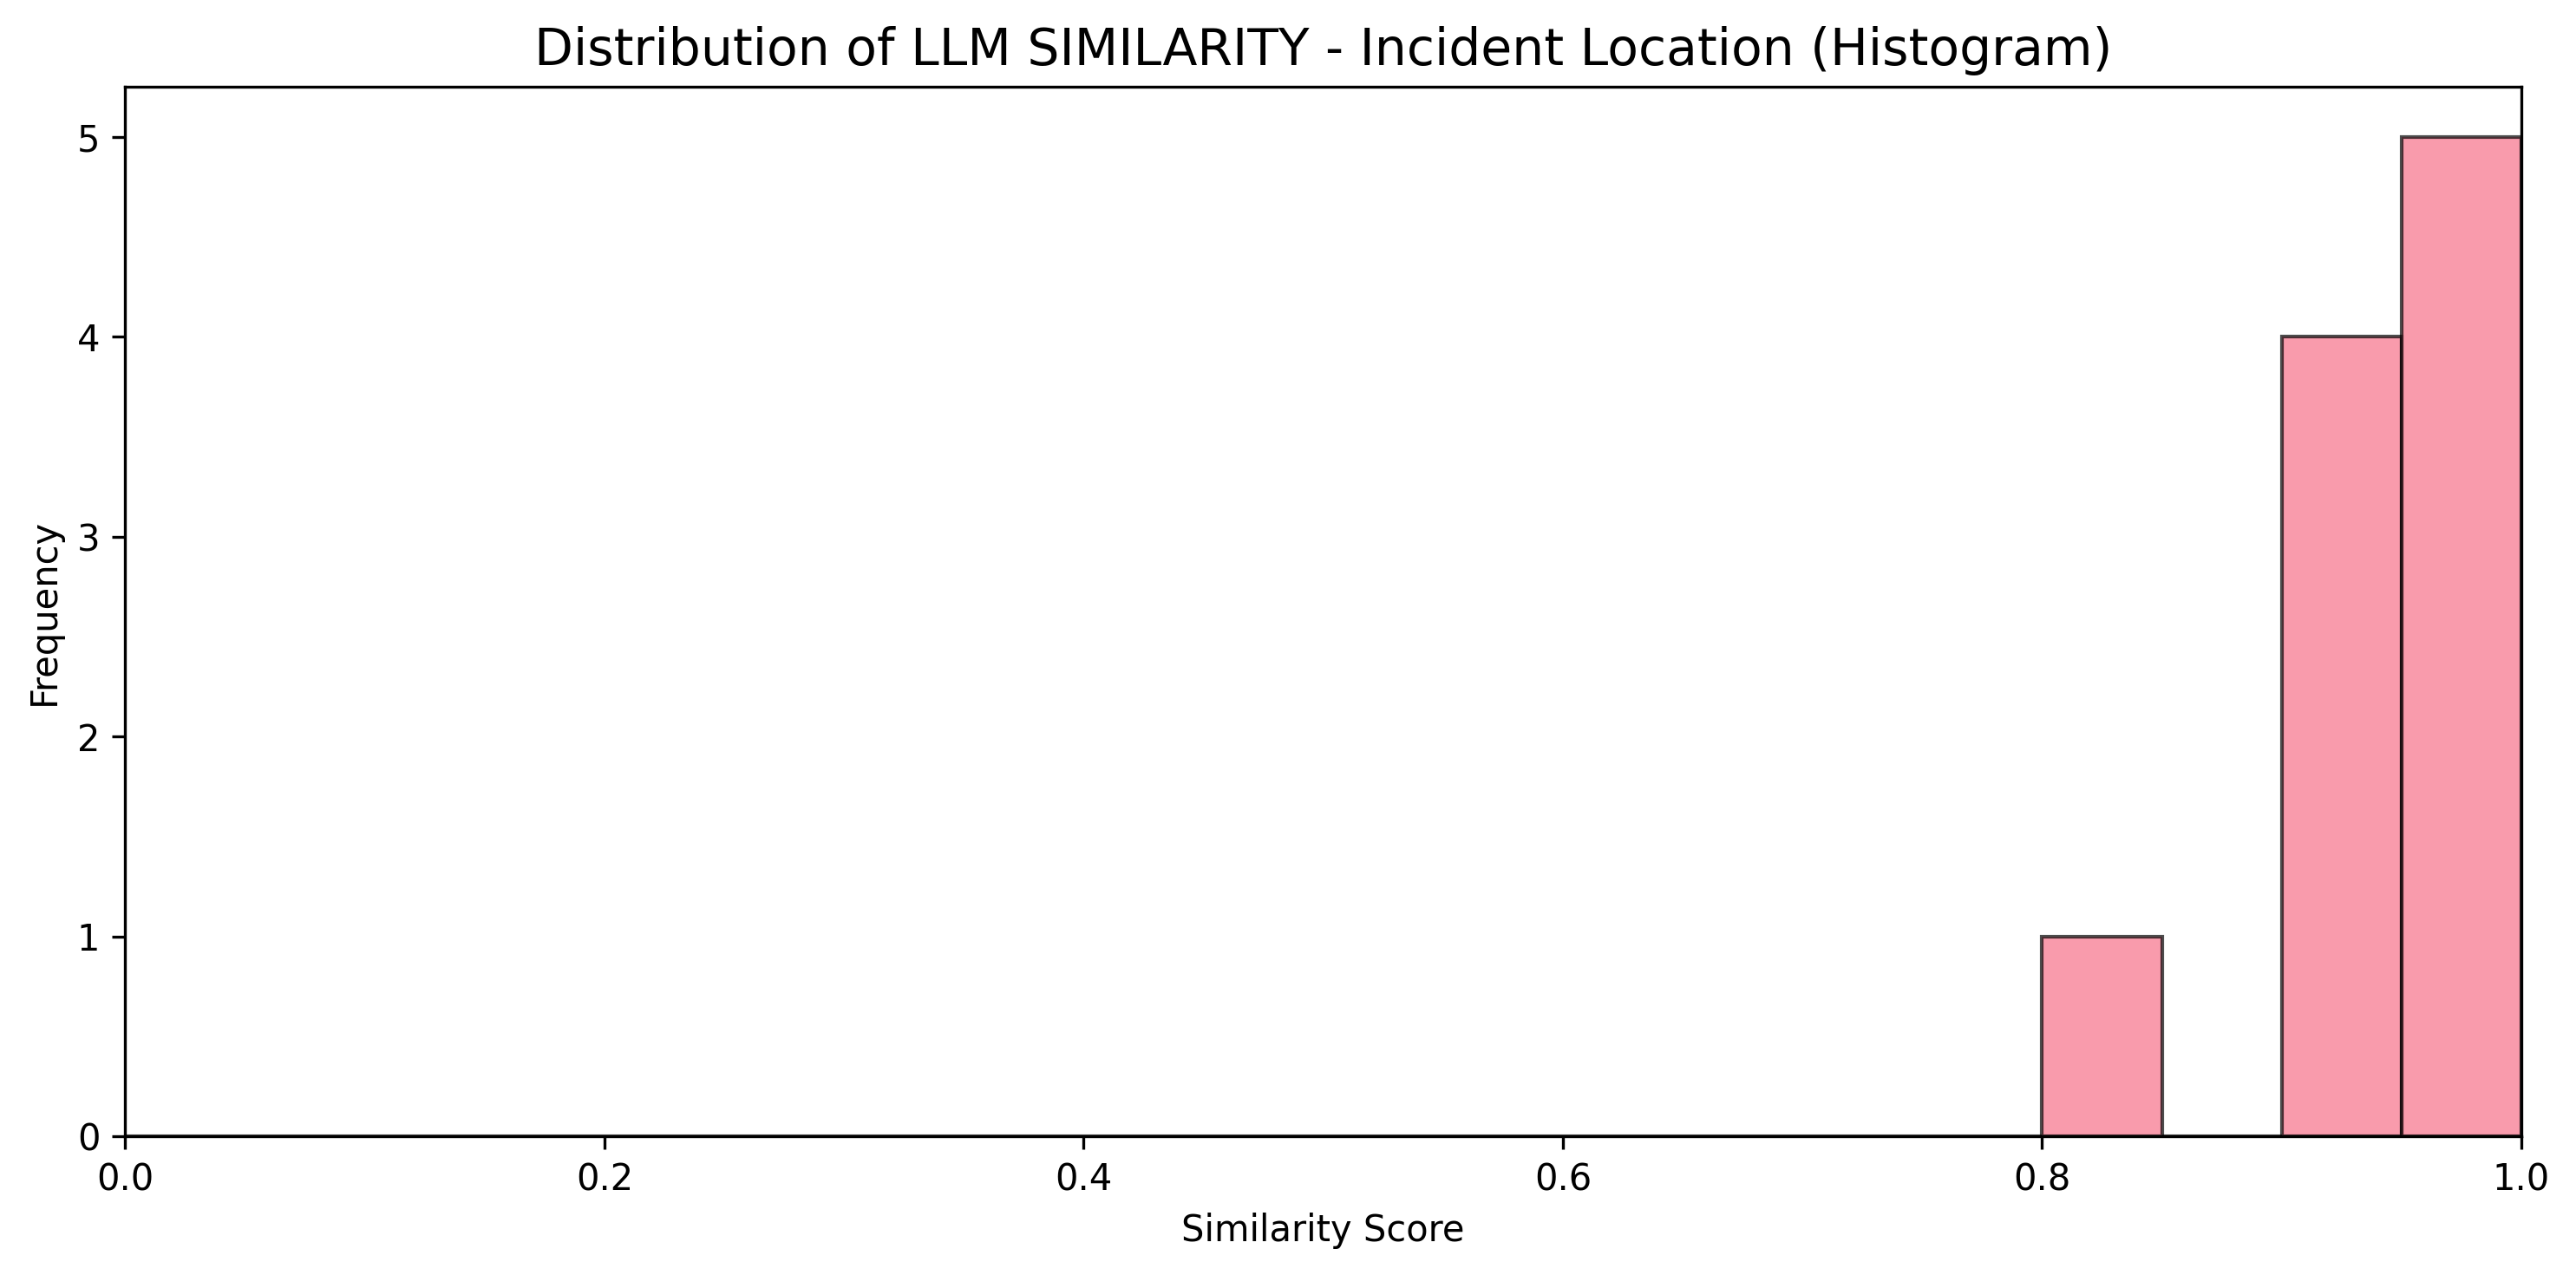 Distribution of LLM SIMILARITY - Incident Location (Histogram)
5
4
3
2
1
0
Frequency
0.0 0.2 0.4 0.6 0.8 1.0
Similarity Score